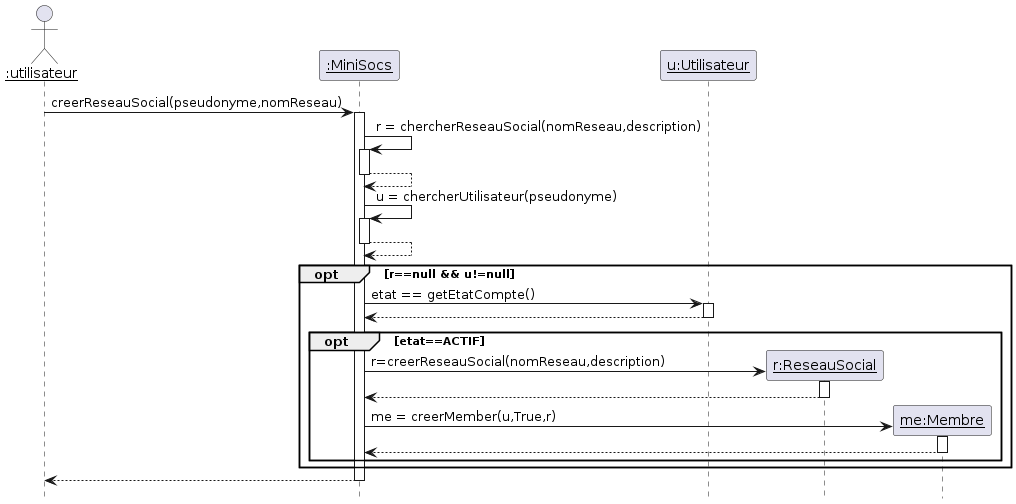 :utilisateur
:MiniSocs
u:Utilisateur
creerReseauSocial(pseudonyme,nomReseau)
r = chercherReseauSocial(nomReseau,description)
u = chercherUtilisateur(pseudonyme)
opt [r==null && u!=null]
etat == getEtatCompte()
opt [etat==ACTIF]
r=creerReseauSocial(nomReseau,description)
r:ReseauSocial
me = creerMember(u,True,r)
me:Membre